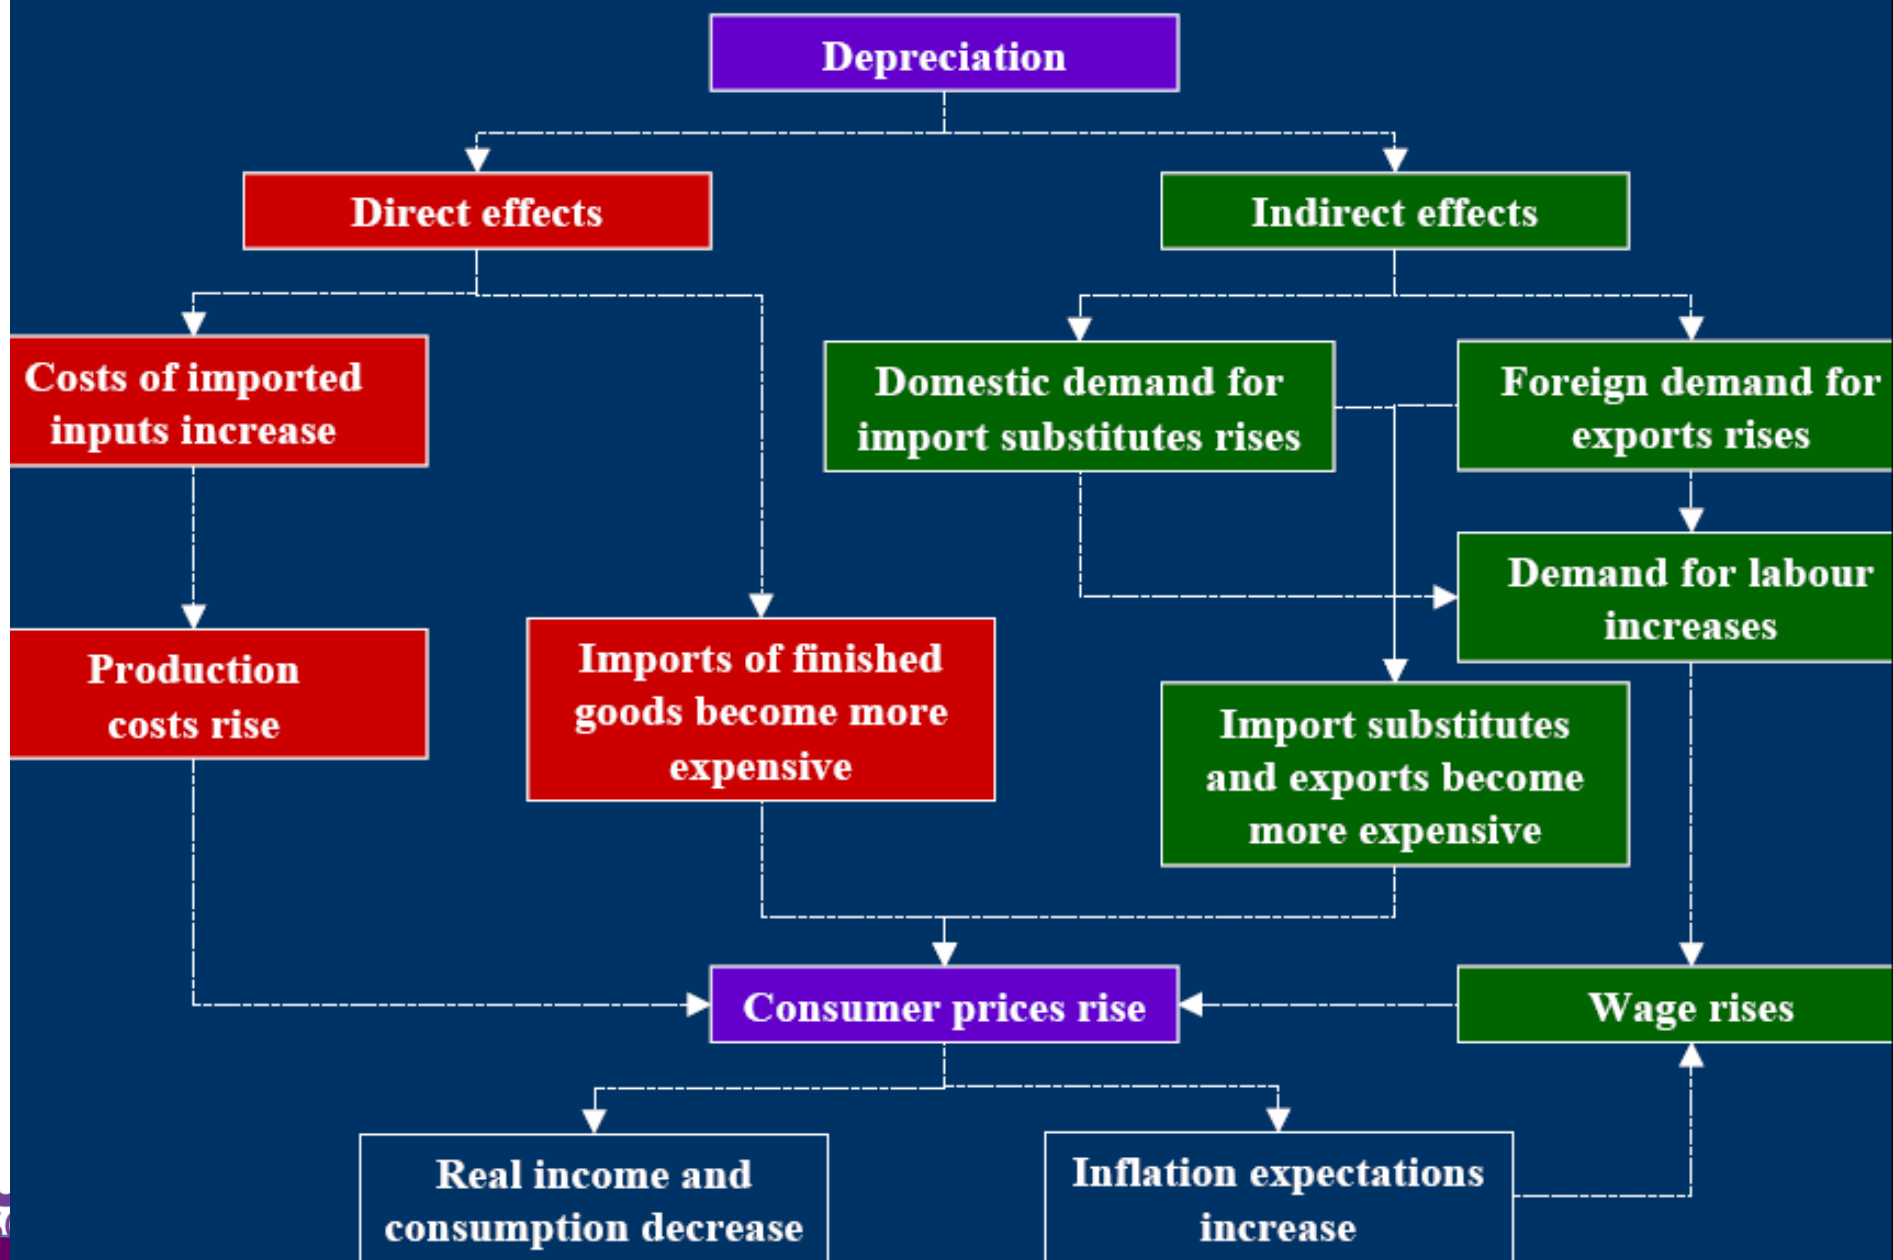 Depreciation
Direct effects
Indirect effects
Costs of imported
inputs increase
Domestic demand for
import substitutes rises
Foreign demand for
exports rises
Demand for labour
increases
Production
costs rise
Imports of finished
goods become more
expensive
Import substitutes
and exports become
more expensive
Consumer prices rise
Wage rises
Real income and
consumption decrease
Inflation expectations
increase